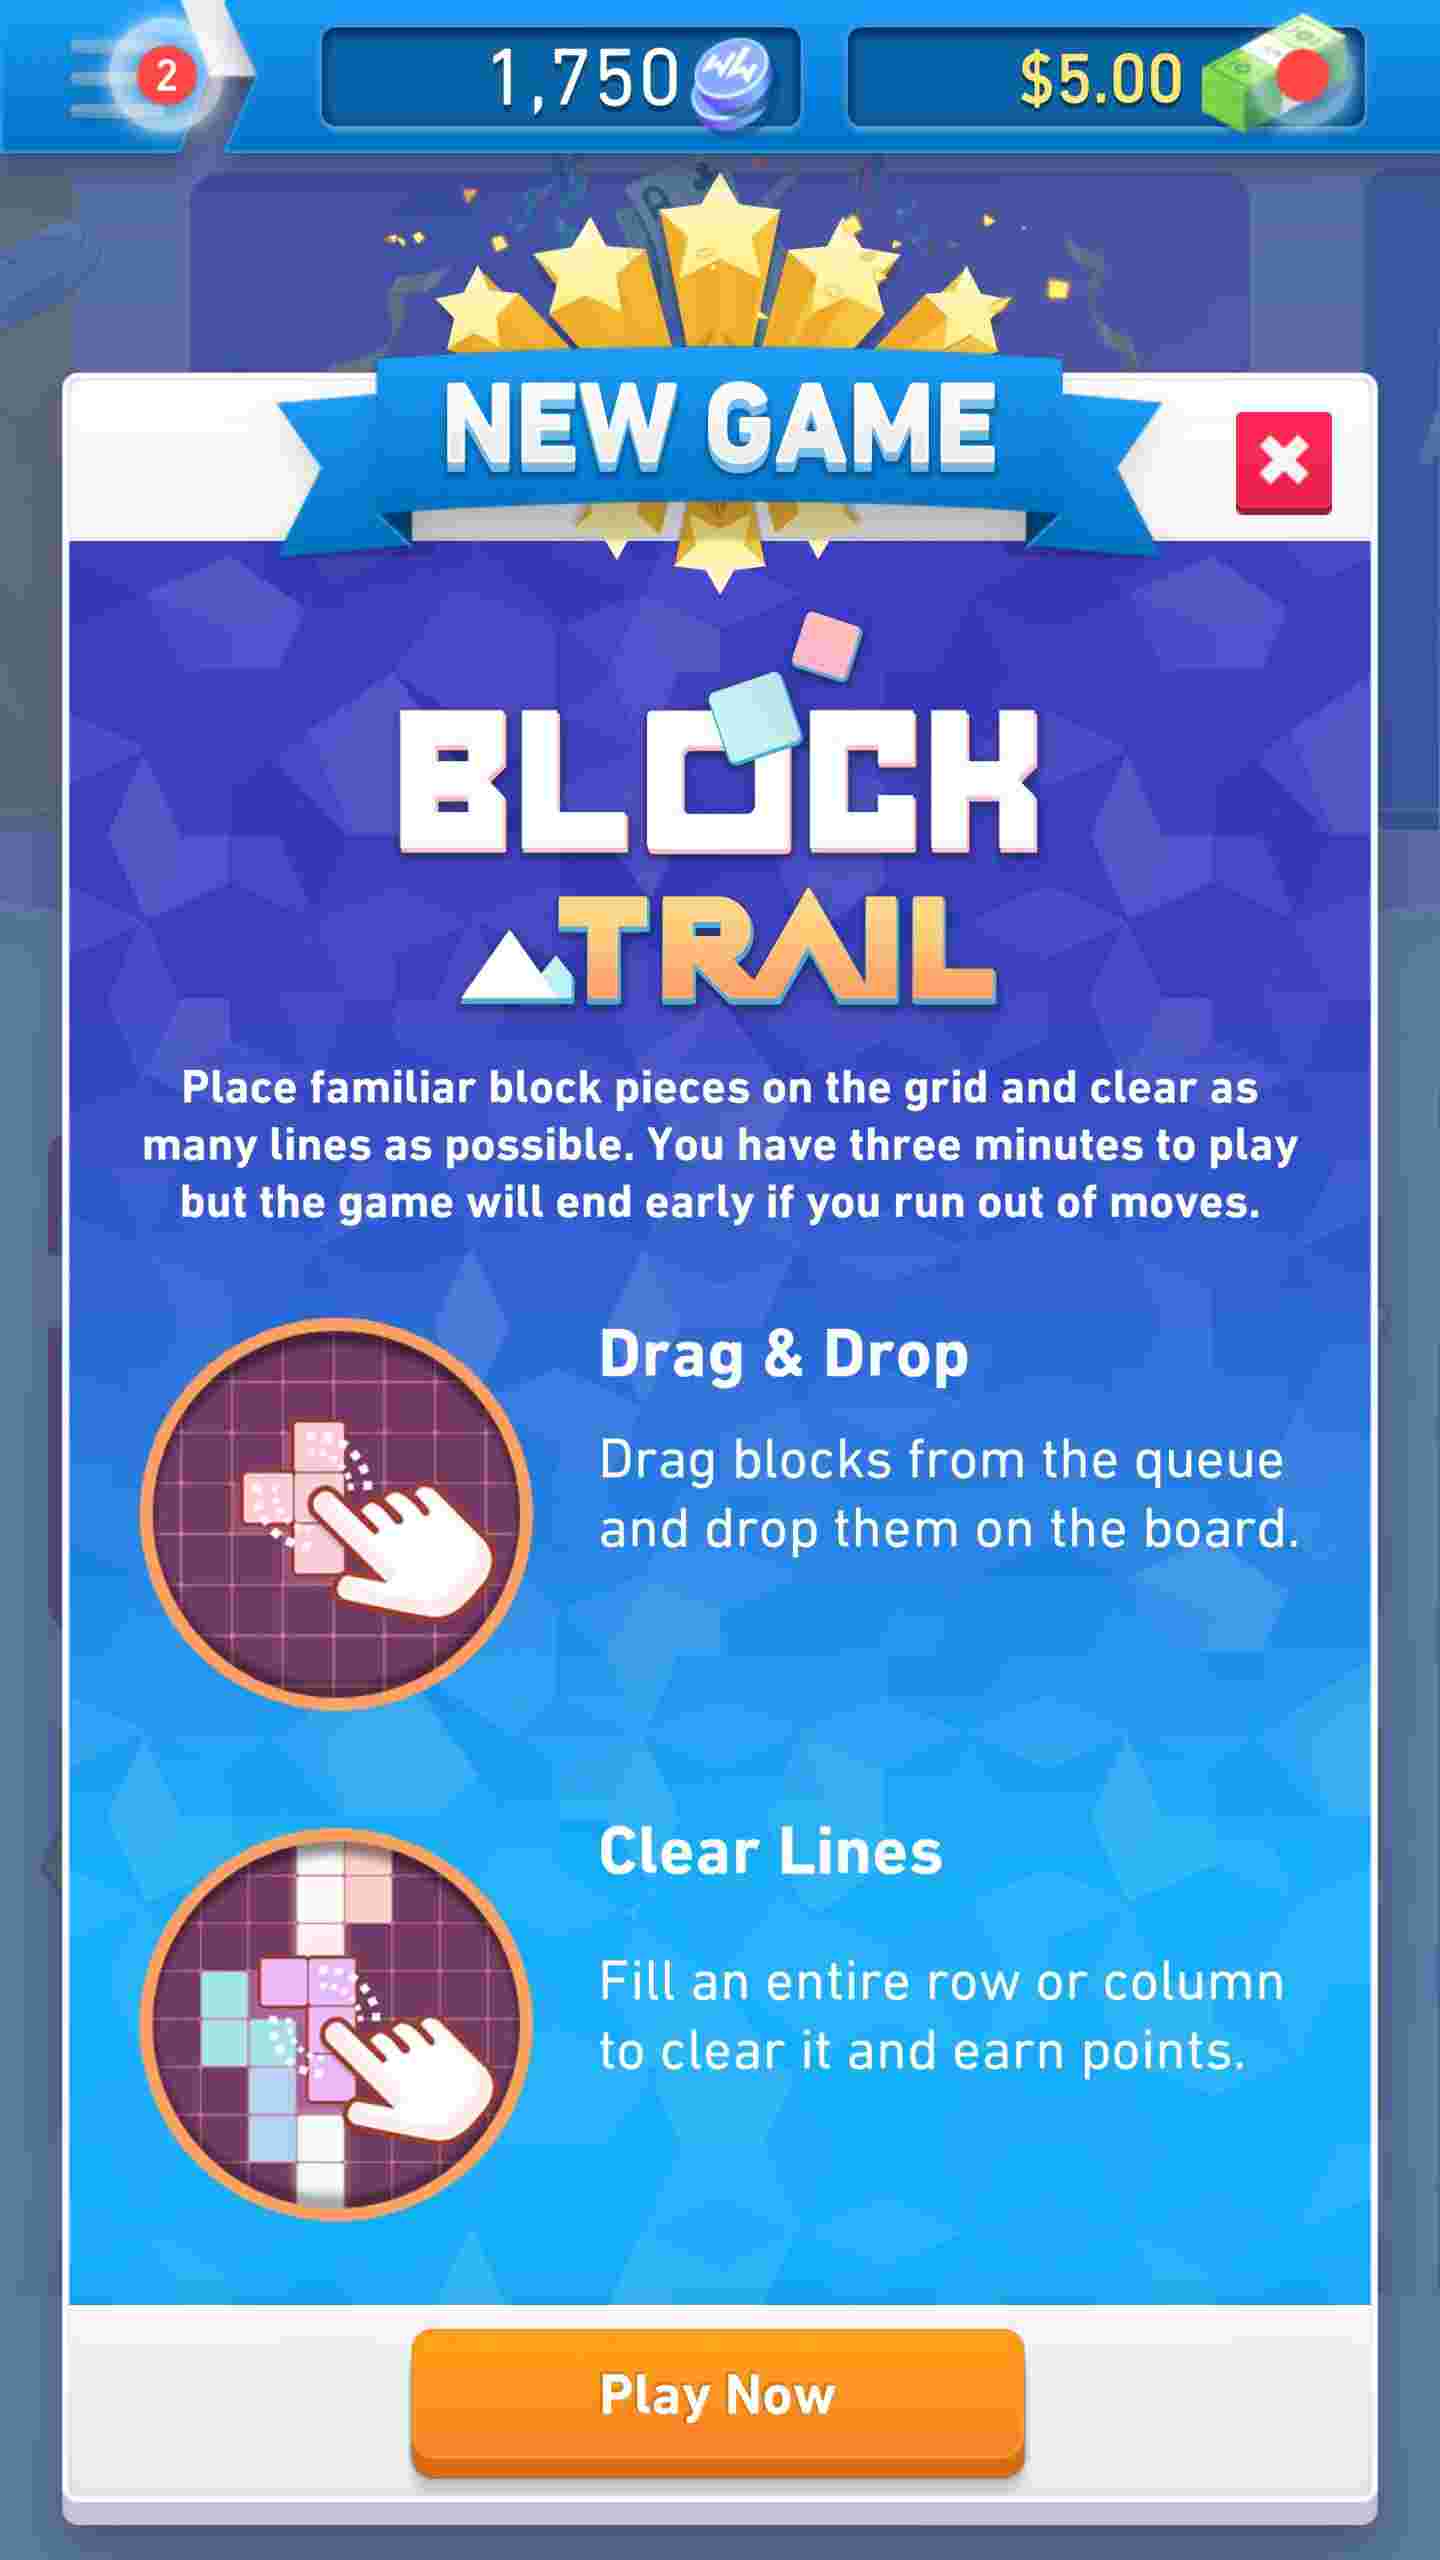 2
1,750
$5.00
NEW GAME
BLOCK
TRAIL
Place familiar block pieces on the grid and clear as
many lines as possible. You have three minutes to play
but the game will end early if you run out of moves.
Drag & Drop
Drag blocks from the queue
and drop them on the board.
Clear Lines
Fill an entire row or column
to clear it and earn points.
Play Now